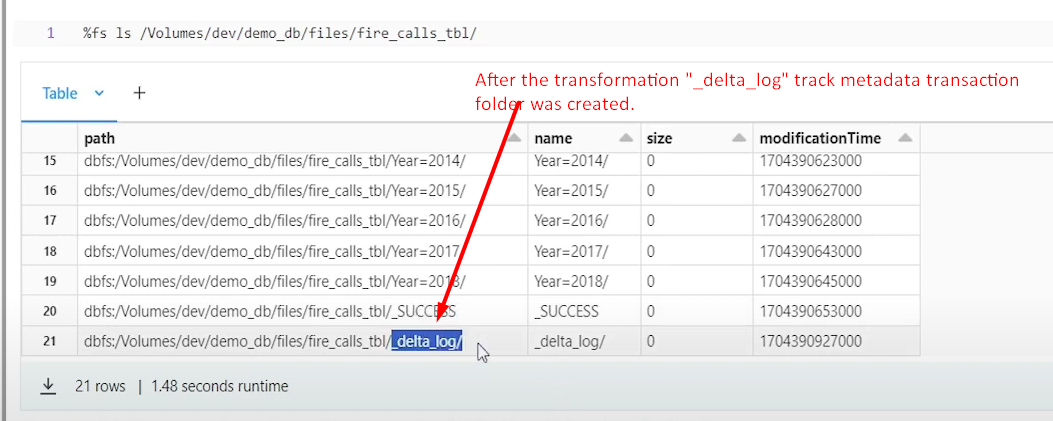 1 %fs ls /Volumes/dev/demo_db/files/fire_calls_tbl/
After the transformation "_delta_log" track metadata transaction
folder was created.
Table +
path name size modificationTime
15 dbfs:/Volumes/dev/demo_db/files/fire_calls_tbl/Year=2014/ Year=2014/ 0 1704390623000
16 dbfs:/Volumes/dev/demo_db/files/fire_calls_tbl/Year=2015/ Year=2015/ 0 1704390627000
17 dbfs:/Volumes/dev/demo_db/files/fire_calls_tbl/Year=2016/ Year=2016/ 0 1704390628000
18 dbfs:/Volumes/dev/demo_db/files/fire_calls_tbl/Year=2017/ Year=2017/ 0 1704390643000
19 dbfs:/Volumes/dev/demo_db/files/fire_calls_tbl/Year=2018/ Year=2018/ 0 1704390645000
20 dbfs:/Volumes/dev/demo_db/files/fire_calls_tbl/_SUCCESS _SUCCESS 0 1704390653000
21 dbfs:/Volumes/dev/demo_db/files/fire_calls_tbl/_delta_log/ _delta_log/ 0 1704390927000
21 rows | 1.48 seconds runtime